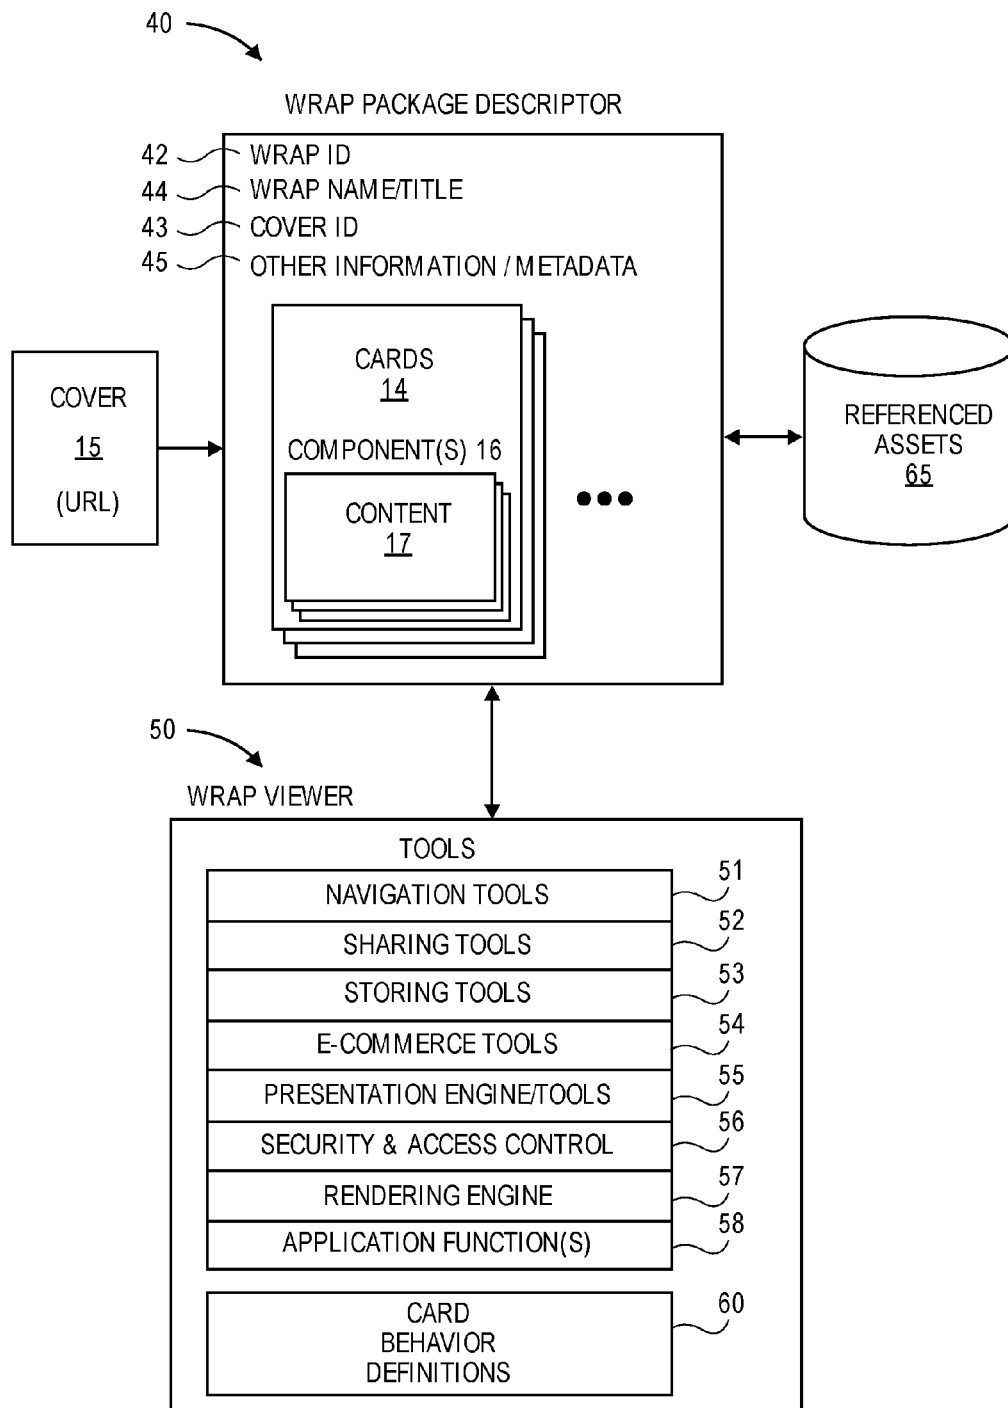 40
WRAP PACKAGE DESCRIPTOR
42 WRAP ID
44 WRAP NAME/TITLE
43 COVER ID
45 OTHER INFORMATION / METADATA
COVER
15
(URL)
CARDS
14
COMPONENT(S) 16
CONTENT
17
REFERENCED
ASSETS
65
50
WRAP VIEWER
TOOLS
NAVIGATION TOOLS 51
SHARING TOOLS 52
STORING TOOLS 53
E-COMMERCE TOOLS 54
PRESENTATION ENGINE/TOOLS 55
SECURITY & ACCESS CONTROL 56
RENDERING ENGINE 57
APPLICATION FUNCTION(S) 58
CARD 60
BEHAVIOR
DEFINITIONS